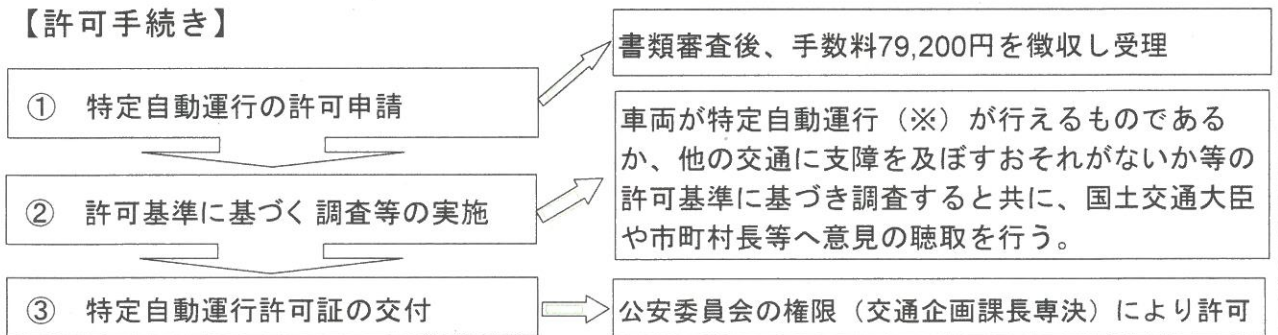 【許可手続き】
書類審査後、手数料79,200円を徴収し受理
① 特定自動運行の許可申請
車両が特定自動運行（※）が行えるものである
か、他の交通に支障を及ぼすおそれがないか等の
許可基準に基づき調査すると共に、国土交通大臣
や市町村長等へ意見の聴取を行う。
② 許可基準に基づく 調査等の実施
③ 特定自動運行許可証の交付
公安委員会の権限（交通企画課長専決）により許可